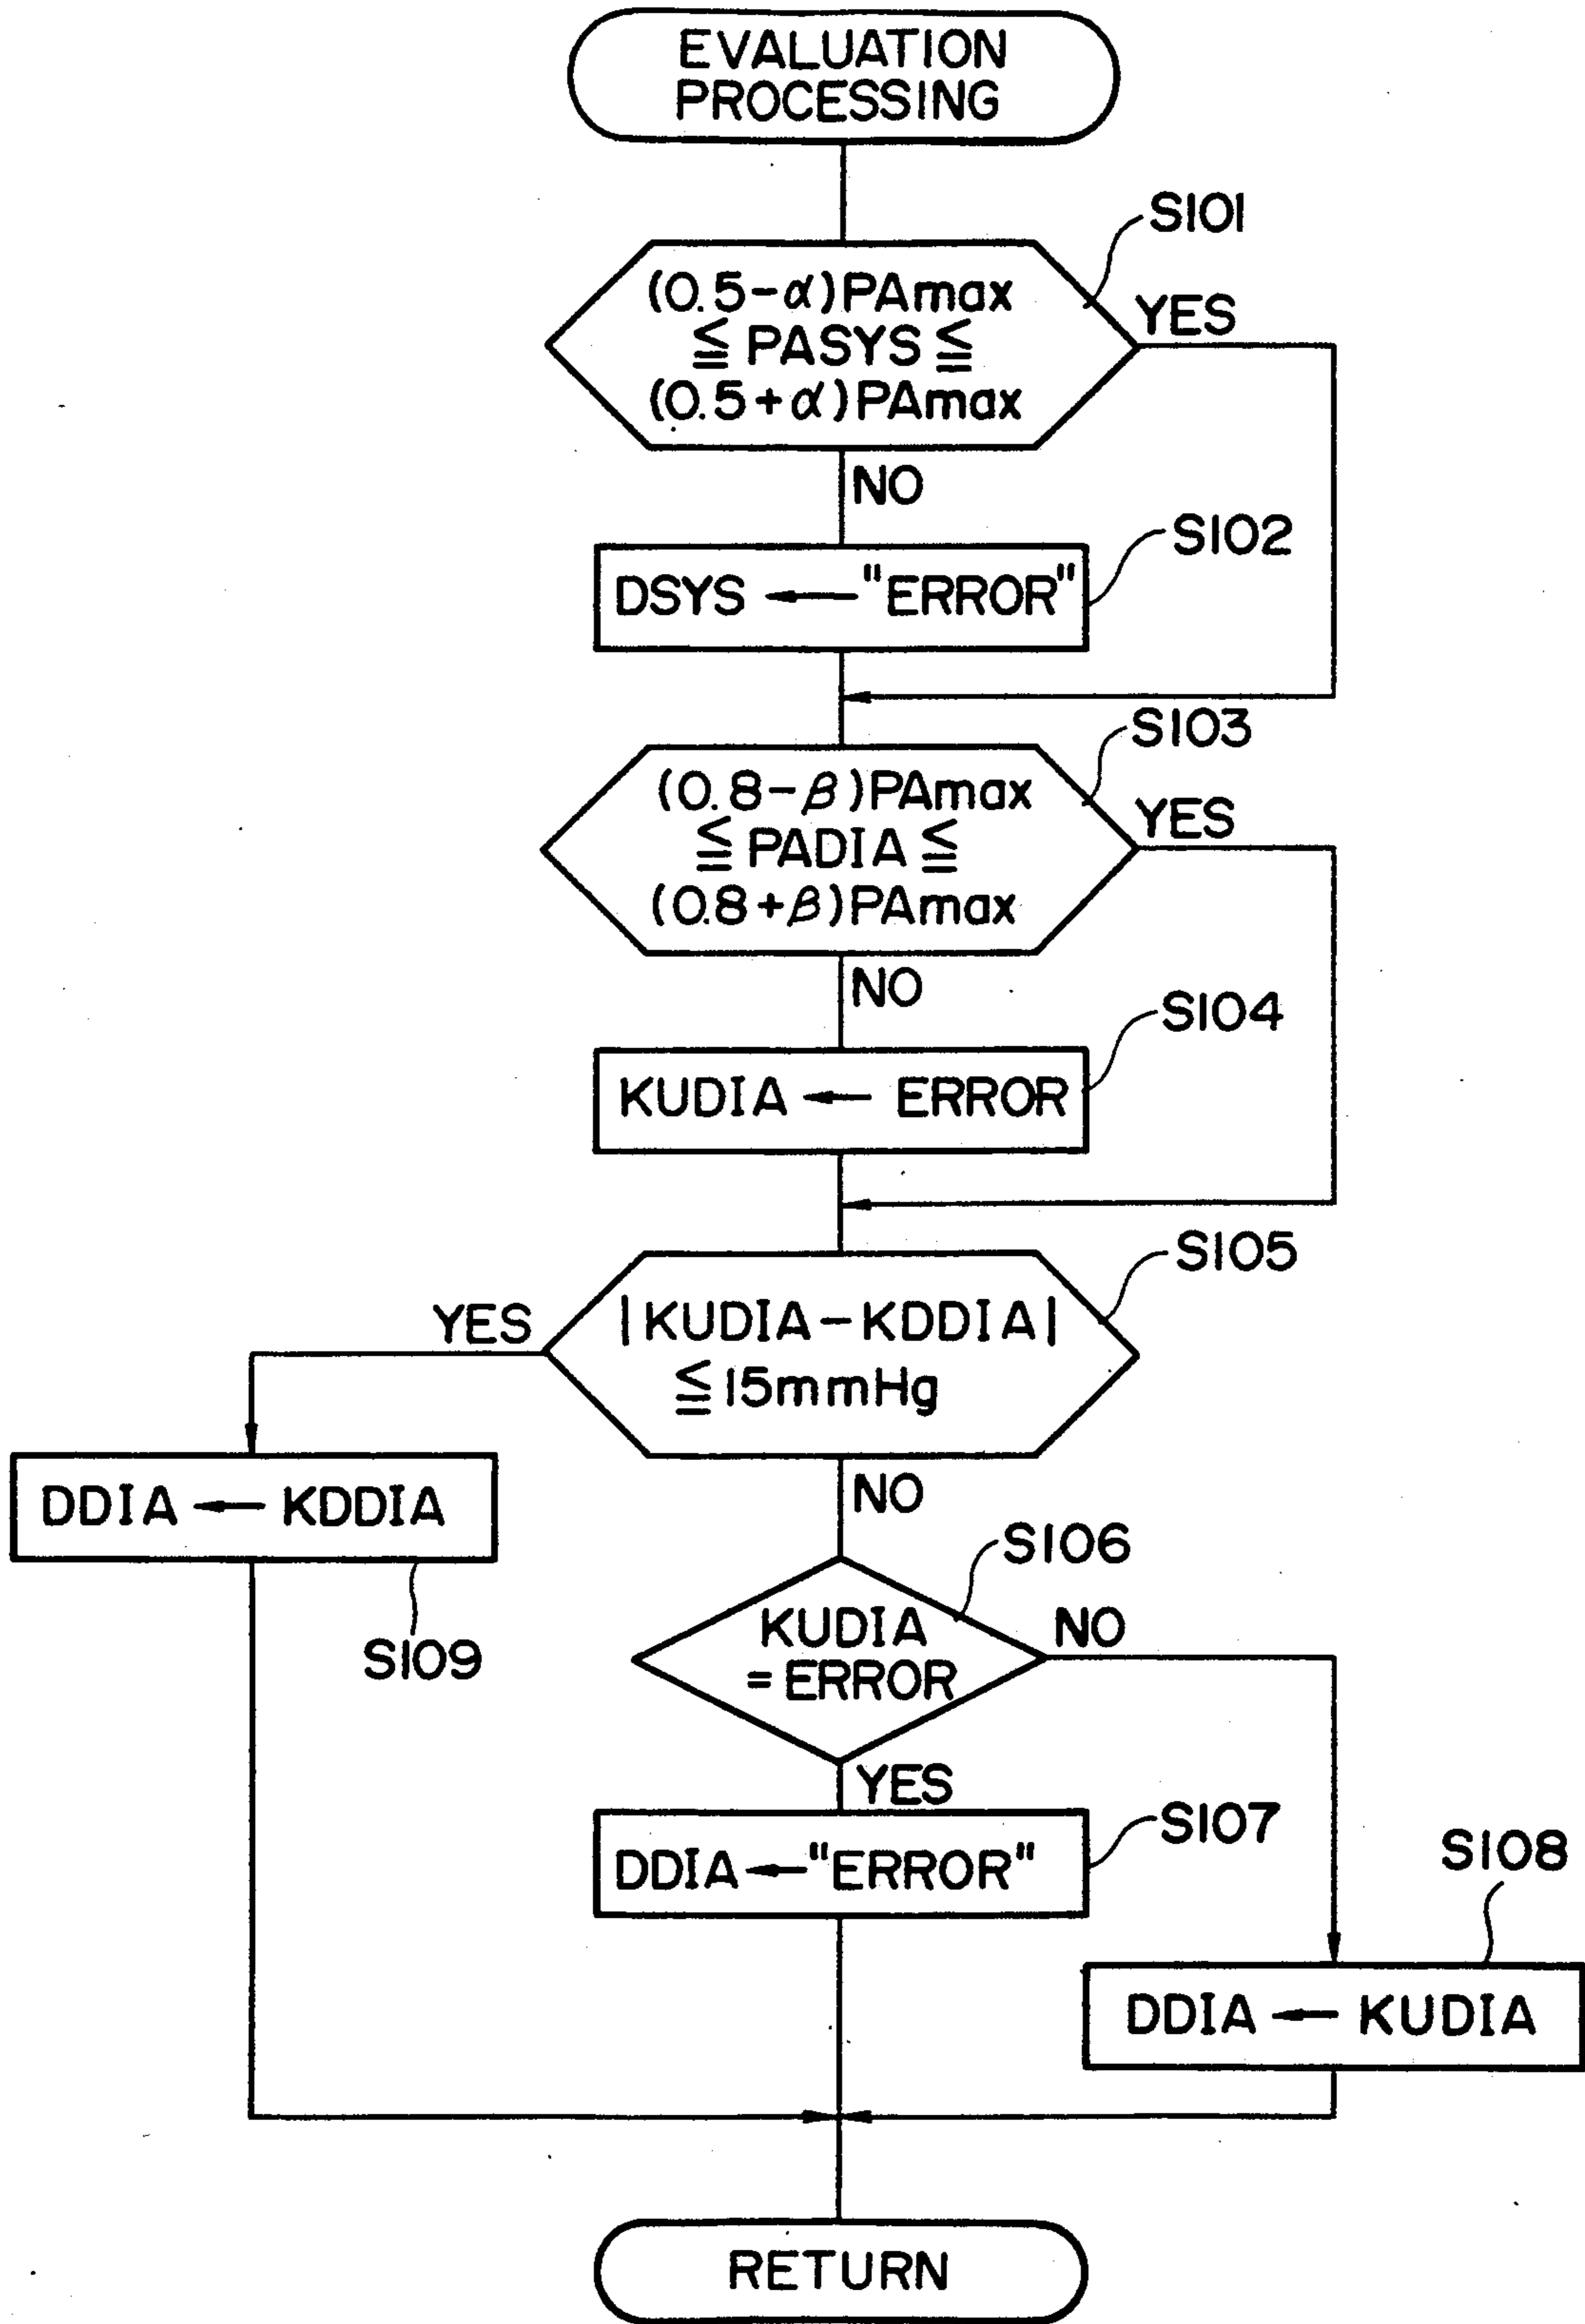 EVALUATION
PROCESSING
S101
(0.5-α)PAmax
≦ PASYS ≦
(0.5+α)PAmax
YES
NO
S102
DSYS ← "ERROR"
S103
(0.8-β)PAmax
≦ PADIA ≦
(0.8+β)PAmax
YES
NO
S104
KUDIA ← ERROR
S105
|KUDIA-KDDIA|
≦ 15mmHg
YES
NO
DDIA ← KDDIA
S109
S106
KUDIA
= ERROR
NO
YES
S107
DDIA ← "ERROR"
S108
DDIA ← KUDIA
RETURN